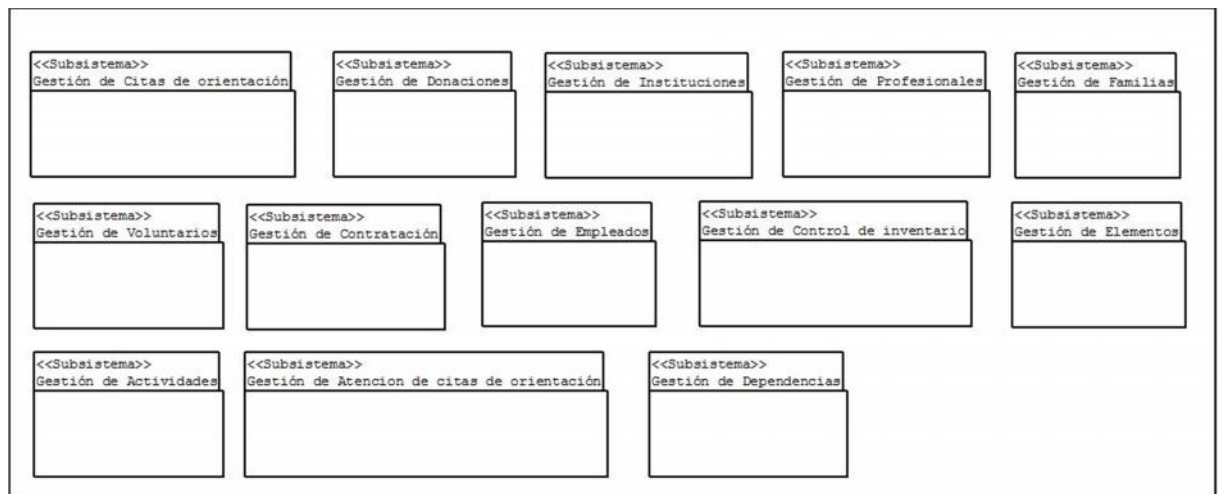 <<Subsistema>>
Gestión de Citas de orientación
<<Subsistema>>
Gestión de Donaciones
<<Subsistema>>
Gestión de Instituciones
<<Subsistema>>
Gestión de Profesionales
<<Subsistema>>
Gestión de Familias
<<Subsistema>>
Gestión de Voluntarios
<<Subsistema>>
Gestión de Contratación
<<Subsistema>>
Gestión de Empleados
<<Subsistema>>
Gestión de Control de inventario
<<Subsistema>>
Gestión de Elementos
<<Subsistema>>
Gestión de Actividades
<<Subsistema>>
Gestión de Atencion de citas de orientación
<<Subsistema>>
Gestión de Dependencias